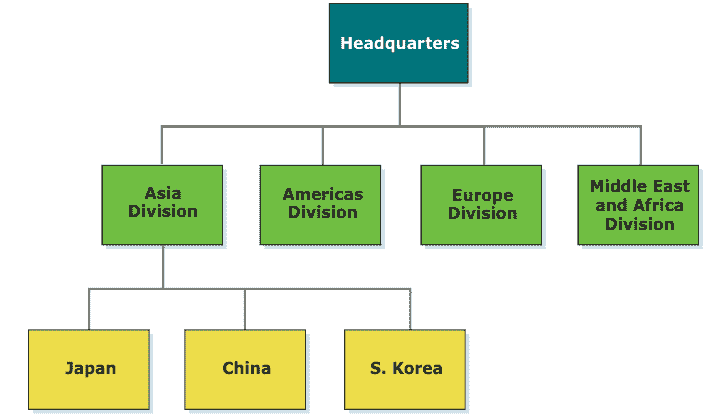 Headquarters
Asia
Division
Americas
Division
Europe
Division
Middle East
and Africa
Division
Japan
China
S. Korea